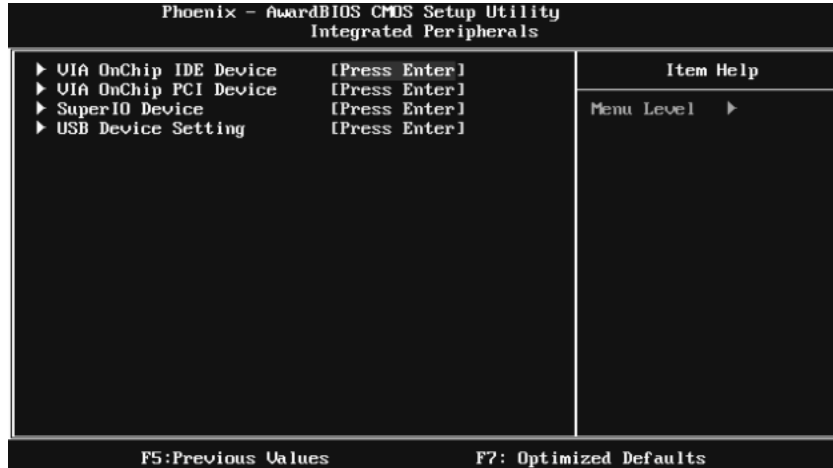 Phoenix - AwardBIOS CMOS Setup Utility
Integrated Peripherals
VIA OnChip IDE Device [Press Enter]
VIA OnChip PCI Device [Press Enter]
SuperIO Device [Press Enter]
USB Device Setting [Press Enter]
Item Help
Menu Level
F5:Previous Values F7: Optimized Defaults